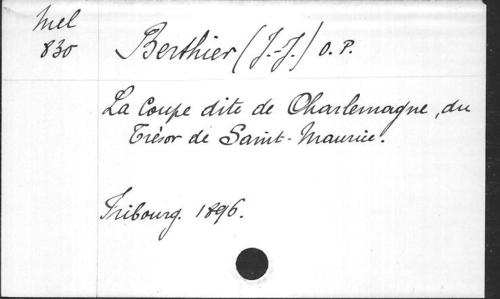 Mel
830
Berthier (J.-J.) O. P.
La Coupe dite de Charlemagne, du
Trésor de Saint-Maurice.
Fribourg. 1896.